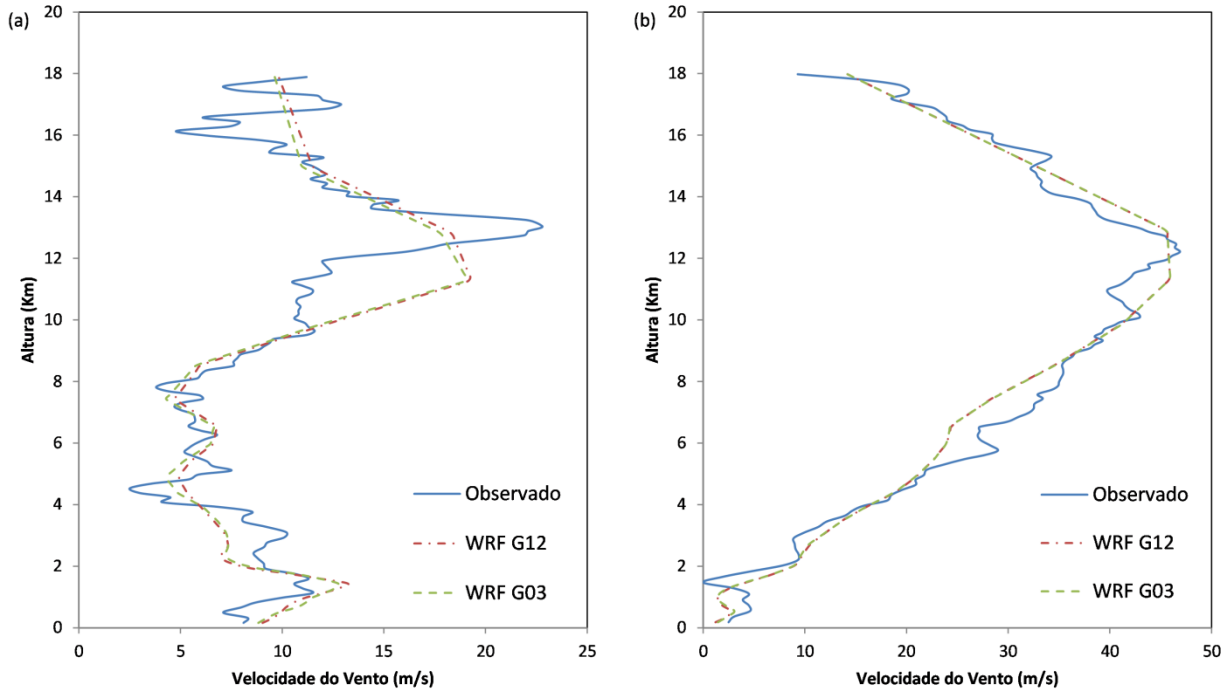 (a)
20
18
16
14
12
10
8
6
4
2
0
Altura (Km)
0 5 10 15 20 25
Velocidade do Vento (m/s)
Observado
WRF G12
WRF G03
(b)
20
18
16
14
12
10
8
6
4
2
0
Altura (Km)
0 10 20 30 40 50
Velocidade do Vento (m/s)
Observado
WRF G12
WRF G03